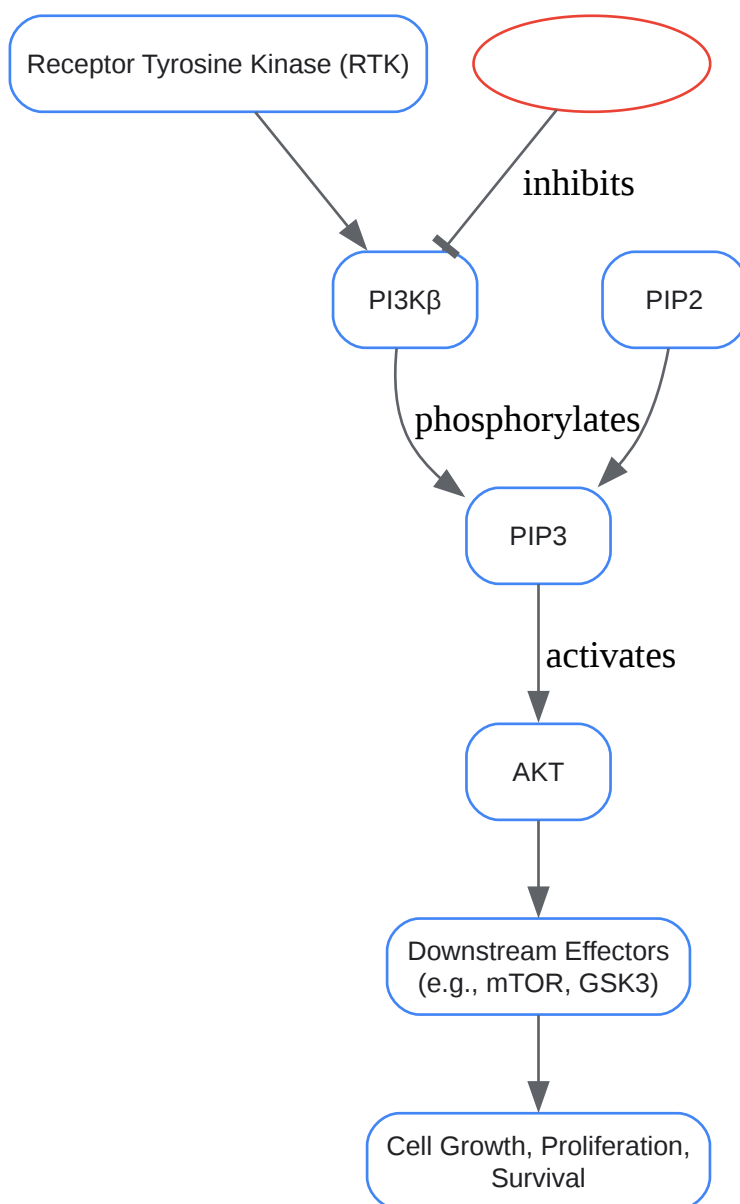 Receptor Tyrosine Kinase (RTK)
inhibits
PI3Kβ
PIP2
phosphorylates
PIP3
activates
AKT
Downstream Effectors
(e.g., mTOR, GSK3)
Cell Growth, Proliferation,
Survival